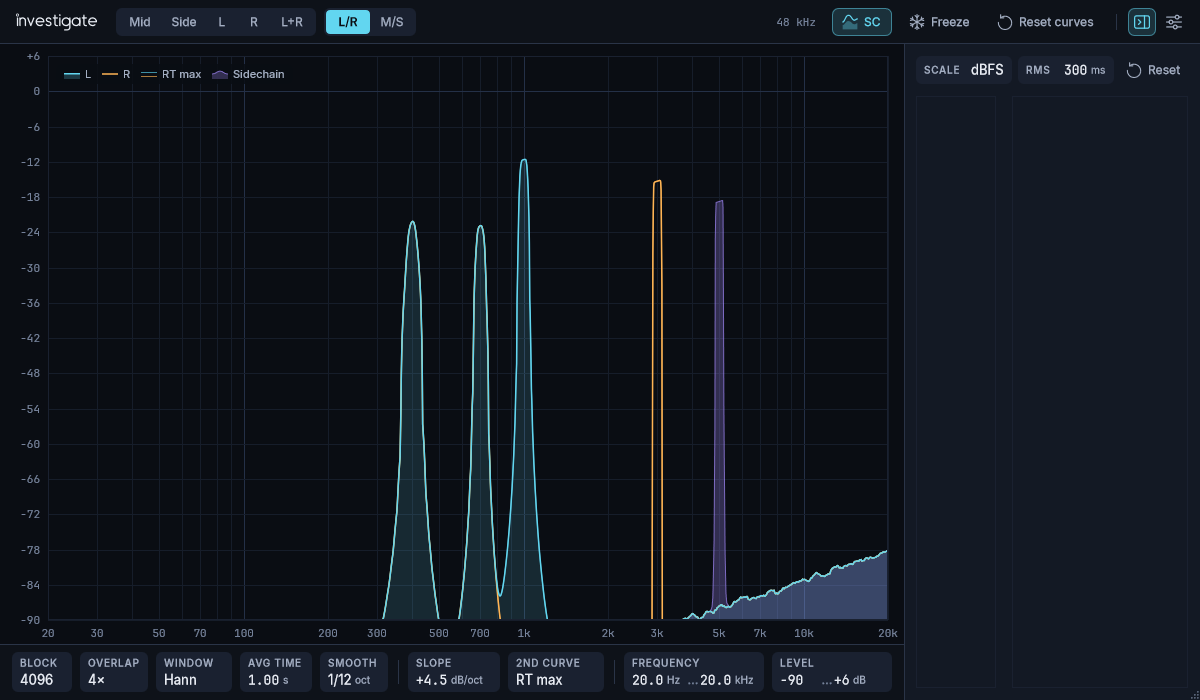 investigate Mid Side L R L+R L/R M/S 48 kHz SC Freeze Reset curves
SCALE dBFS RMS 300 ms Reset
L R RT max Sidechain
+6
0
-6
-12
-18
-24
-30
-36
-42
-48
-54
-60
-66
-72
-78
-84
-90
20 30 50 70 100 200 300 500 700 1k 2k 3k 5k 7k 10k 20k
BLOCK OVERLAP WINDOW AVG TIME SMOOTH SLOPE 2ND CURVE FREQUENCY LEVEL
4096 4× Hann 1.00 s 1/12 oct +4.5 dB/oct RT max 20.0 Hz ...20.0 kHz -90 ...+6 dB